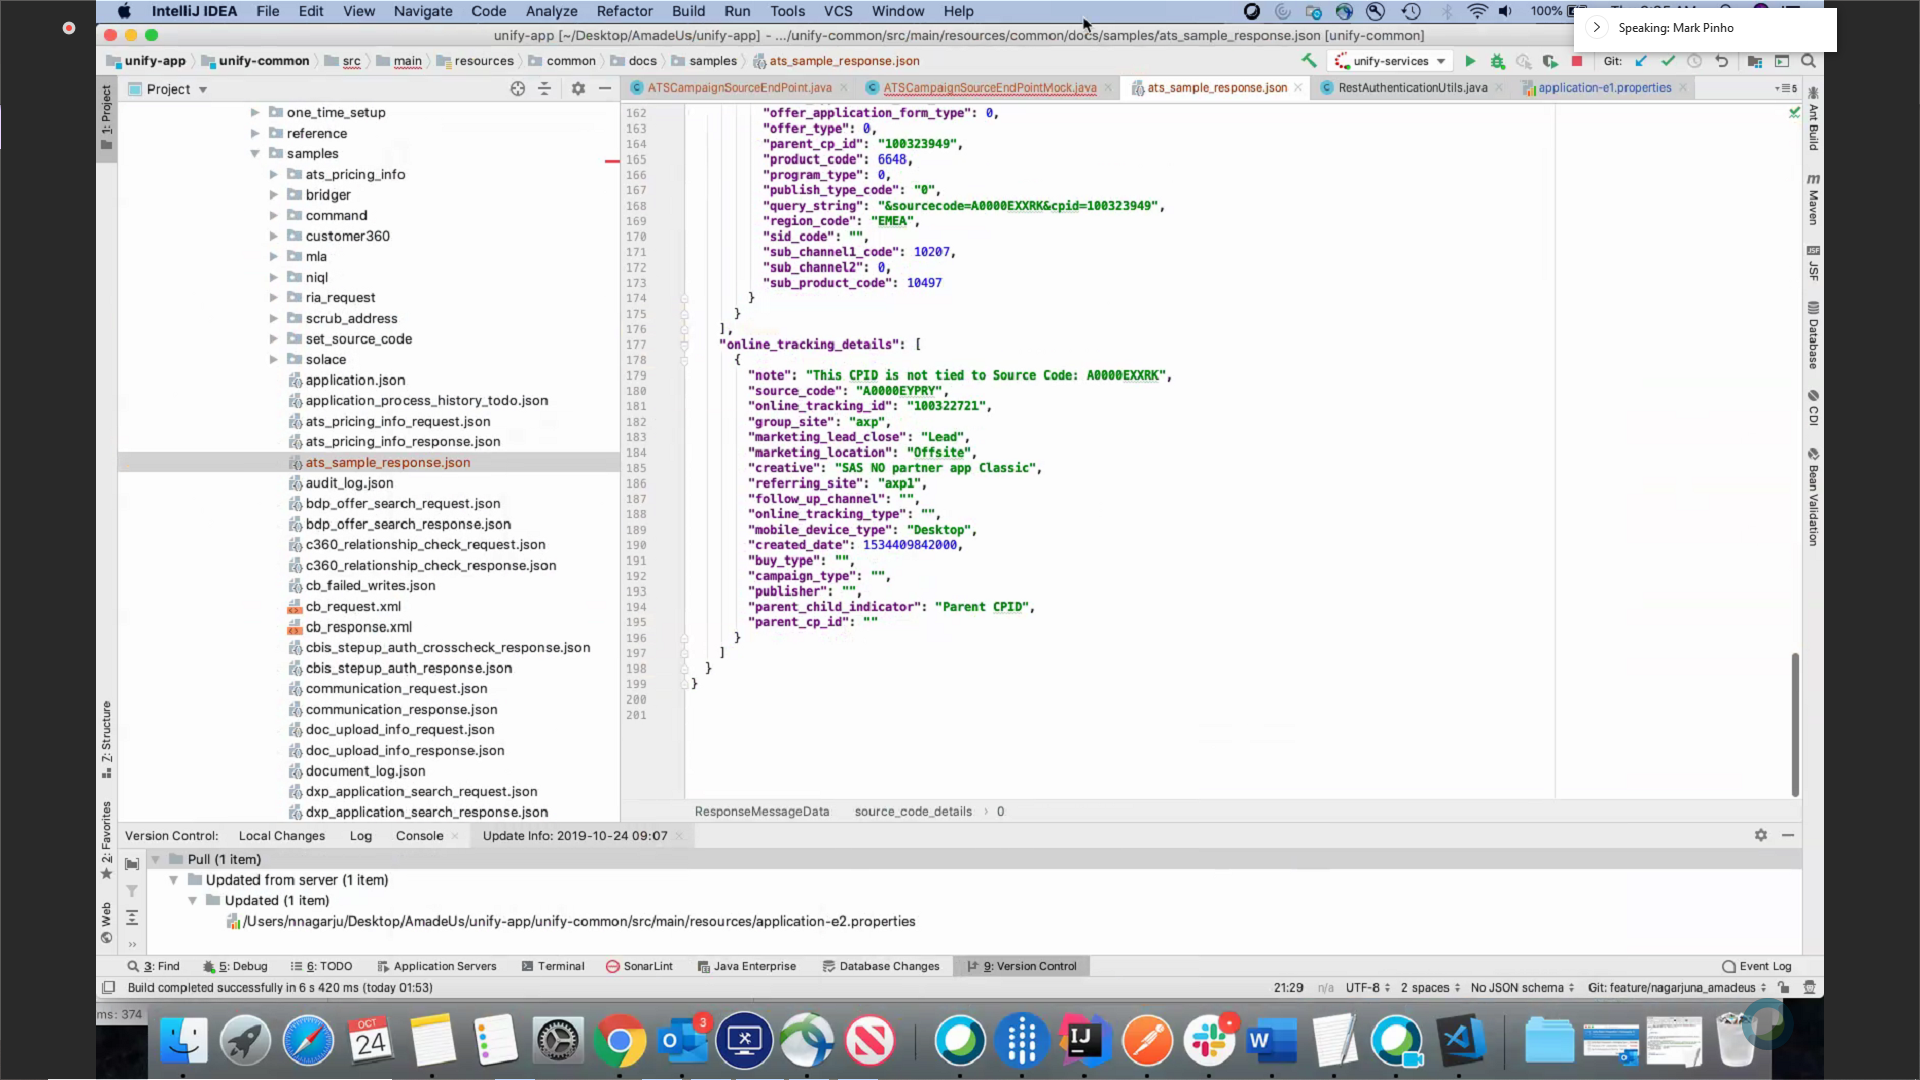 IntelliJ IDEA File Edit View Navigate Code Analyze Refactor Build Run Tools VCS Window Help 100%
Speaking: Mark Pinho
unify-app [~/Desktop/AmadeUs/unify-app] - .../unify-common/src/main/resources/common/docs/samples/ats_sample_response.json [unify-common]
unify-app unify-common src main resources common docs samples ats_sample_response.json unify-services Git:
1: Project
Project
ATSCampaignSourceEndPoint.java ATSCampaignSourceEndPointMock.java ats_sample_response.json RestAuthenticationUtils.java application-e1.properties
one_time_setup
reference
samples
ats_pricing_info
bridger
command
customer360
mla
niql
ria_request
scrub_address
set_source_code
solace
application.json
application_process_history_todo.json
ats_pricing_info_request.json
ats_pricing_info_response.json
ats_sample_response.json
audit_log.json
bdp_offer_search_request.json
bdp_offer_search_response.json
c360_relationship_check_request.json
c360_relationship_check_response.json
cb_failed_writes.json
cb_request.xml
cb_response.xml
cbis_stepup_auth_crosscheck_response.json
cbis_stepup_auth_response.json
communication_request.json
communication_response.json
doc_upload_info_request.json
doc_upload_info_response.json
document_log.json
dxp_application_search_request.json
dxp_application_search_response.json
162 "offer_application_form_type": 0,
163 "offer_type": 0,
164 "parent_cp_id": "100323949",
165 "product_code": 6648,
166 "program_type": 0,
167 "publish_type_code": "0",
168 "query_string": "&sourcecode=A0000EXXRK&cpid=100323949",
169 "region_code": "EMEA",
170 "sid_code": "",
171 "sub_channel1_code": 10207,
172 "sub_channel2": 0,
173 "sub_product_code": 10497
174 }
175 }
176 ],
177 "online_tracking_details": [
178 {
179 "note": "This CPID is not tied to Source Code: A0000EXXRK",
180 "source_code": "A0000EYPRY",
181 "online_tracking_id": "100322721",
182 "group_site": "axp",
183 "marketing_lead_close": "Lead",
184 "marketing_location": "Offsite",
185 "creative": "SAS NO partner app Classic",
186 "referring_site": "axp1",
187 "follow_up_channel": "",
188 "online_tracking_type": "",
189 "mobile_device_type": "Desktop",
190 "created_date": 1534409842000,
191 "buy_type": "",
192 "campaign_type": "",
193 "publisher": "",
194 "parent_child_indicator": "Parent CPID",
195 "parent_cp_id": ""
196 }
197 ]
198 }
199 }
200
201
ResponseMessageData source_code_details › 0
Ant Build
Maven
JSF
Database
CDI
Bean Validation
Z: Structure
2: Favorites
Web
Version Control: Local Changes Log Console Update Info: 2019-10-24 09:07
Pull (1 item)
Updated from server (1 item)
Updated (1 item)
/Users/nnagarju/Desktop/AmadeUs/unify-app/unify-common/src/main/resources/application-e2.properties
3: Find 5: Debug 6: TODO Application Servers Terminal SonarLint Java Enterprise Database Changes 9: Version Control Event Log
Build completed successfully in 6 s 420 ms (today 01:53) 21:29 n/a UTF-8 2 spaces No JSON schema Git: feature/nagarjuna_amadeus
ms: 374
OCT
24
3